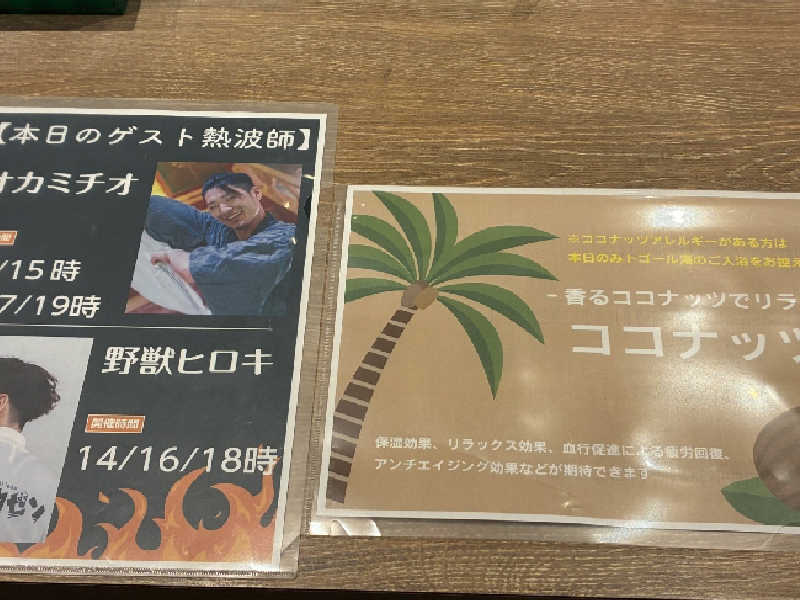 【本日のゲスト熱波師】
オカミチオ
/15時
7/19時
野獣ヒロキ
開催時間
14/16/18時
※ココナッツアレルギーがある方は
本日のみトゴール湯のご入浴をお控え
- 香るココナッツでリラ
ココナッツ
保湿効果、リラックス効果、血行促進による疲労回復、
アンチエイジング効果などが期待できます